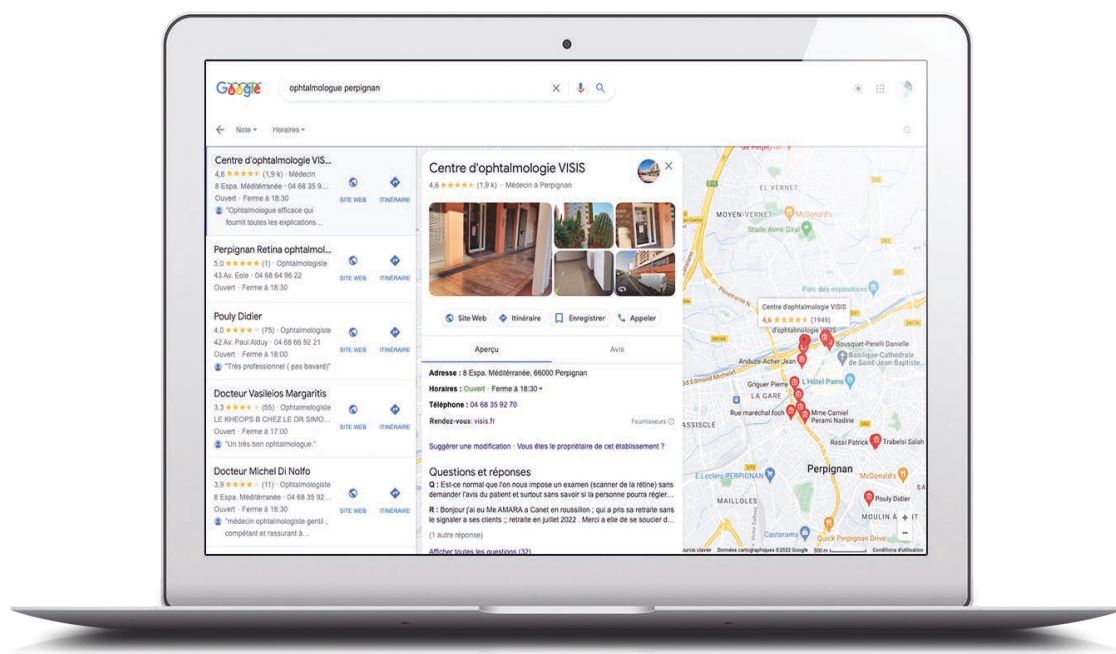 Google
ophtalmologue perpignan
Note
Horaires
Centre d'ophtalmologie VIS...
4,6 (1,9 k) · Médecin
8 Espa. Méditérranée · 04 68 35 9...
Ouvert · Ferme à 18:30
"Ophtalmologue efficace qui
fournit toutes les explications...
SITE WEB
ITINÉRAIRE
Perpignan Retina ophtalmol...
5,0 (1) · Ophtalmologiste
43 Av. Eole · 04 68 64 96 22
Ouvert · Ferme à 18:30
SITE WEB
ITINÉRAIRE
Pouly Didier
4,0 (75) · Ophtalmologiste
42 Av. Paul Alduy · 04 68 66 92 21
Ouvert · Ferme à 18:00
"Très professionnel ( pas bavard)"
SITE WEB
ITINÉRAIRE
Docteur Vasileios Margaritis
3,3 (55) · Ophtalmologiste
LE KHEOPS B CHEZ LE DR SIMO...
Ouvert · Ferme à 17:00
"Un très bon ophtalmologue."
SITE WEB
ITINÉRAIRE
Docteur Michel Di Nolfo
3,9 (11) · Ophtalmologiste
8 Espa. Méditérranée · 04 68 35 92...
Ouvert · Ferme à 18:30
"médecin ophtalmologiste gentil ,
compétant et rassurant à...
SITE WEB
ITINÉRAIRE
Centre d'ophtalmologie VISIS
4,6 (1,9 k) · Médecin à Perpignan
Site Web
Itinéraire
Enregistrer
Appeler
Aperçu
Avis
Adresse : 8 Espa. Méditérranée, 66000 Perpignan
Horaires : Ouvert · Ferme à 18:30
Téléphone : 04 68 35 92 70
Rendez-vous: visis.fr
Fournisseurs
Suggérer une modification · Vous êtes le propriétaire de cet établissement ?
Questions et réponses
Q : Est-ce normal que l'on nous impose un examen (scanner de la rétine) sans
demander l'avis du patient et surtout sans savoir si la personne pourra régler...
R : Bonjour j'ai eu Me AMARA a Canet en roussillon ; qui a pris sa retraite sans
le signaler a ses clients ;: retraite en juillet 2022 . Merci a elle de se soucier d...
(1 autre réponse)
Afficher toutes les questions (32)
de Perpignan
EL VERNET
MOYEN-VERNET
McDonald's
Stade Aimé Giral
Parc des expositions
Centre d'ophtalmologie VISIS
4,6 (1949)
d'ophtalmologie VISIS
Bousquet-Perelli Danielle
Basilique-Cathédrale
de Saint-Jean-Baptiste...
Anduze-Acher Jean
Bd Edmond Michelet
Griguer Pierre
L'Hôtel Pams
LA GARE
Rue maréchal foch
Mme Carniel
Perami Nadine
ASSISCLE
Rossi Patrick
Trabelsi Salah
E.Leclerc PERPIGNAN
Perpignan
McDonald's
MAILLOLES
Pouly Didier
MOULIN À
Castorama
Quick Perpignan Drive
Données cartographiques ©2022 Google
500 m
Conditions d'utilisation